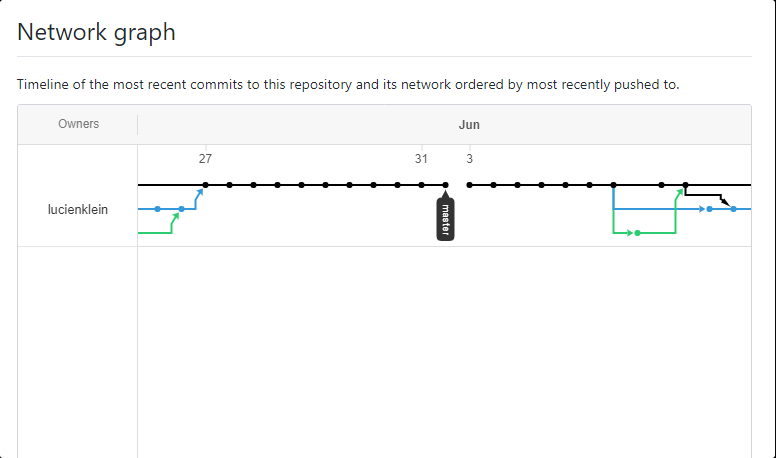 Network graph
Timeline of the most recent commits to this repository and its network ordered by most recently pushed to.
Owners
Jun
27
31
3
lucienklein
master